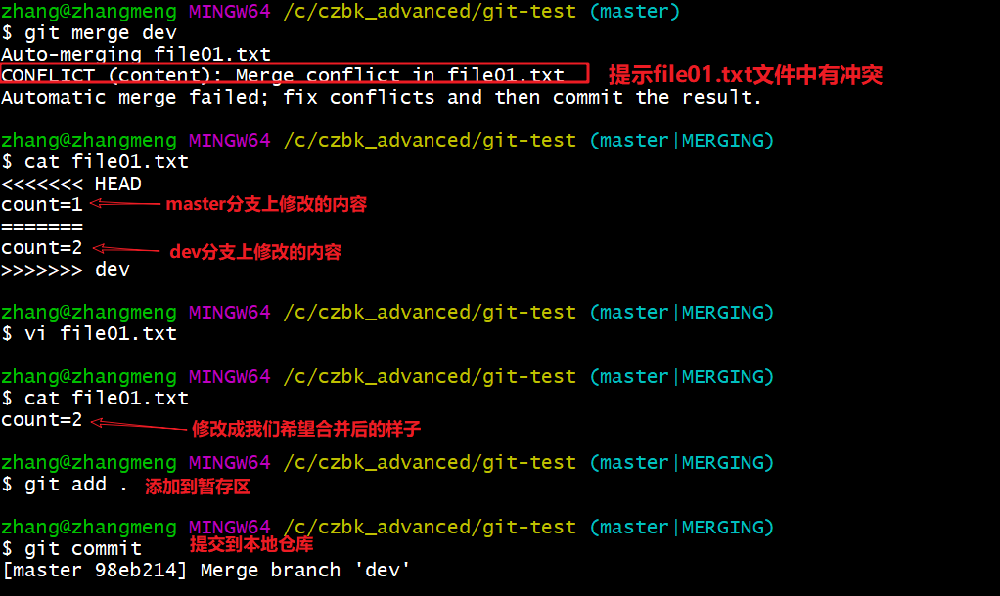 zhang@zhangmeng MINGW64 /c/czbk_advanced/git-test (master)
$ git merge dev
Auto-merging file01.txt
CONFLICT (content): Merge conflict in file01.txt 提示file01.txt文件中有冲突
Automatic merge failed; fix conflicts and then commit the result.
zhang@zhangmeng MINGW64 /c/czbk_advanced/git-test (master|MERGING)
$ cat file01.txt
<<<<<<< HEAD
count=1 master分支上修改的内容
=======
count=2 dev分支上修改的内容
>>>>>>> dev
zhang@zhangmeng MINGW64 /c/czbk_advanced/git-test (master|MERGING)
$ vi file01.txt
zhang@zhangmeng MINGW64 /c/czbk_advanced/git-test (master|MERGING)
$ cat file01.txt
count=2 修改成我们希望合并后的样子
zhang@zhangmeng MINGW64 /c/czbk_advanced/git-test (master|MERGING)
$ git add . 添加到暂存区
zhang@zhangmeng MINGW64 /c/czbk_advanced/git-test (master|MERGING)
$ git commit 提交到本地仓库
[master 98eb214] Merge branch 'dev'